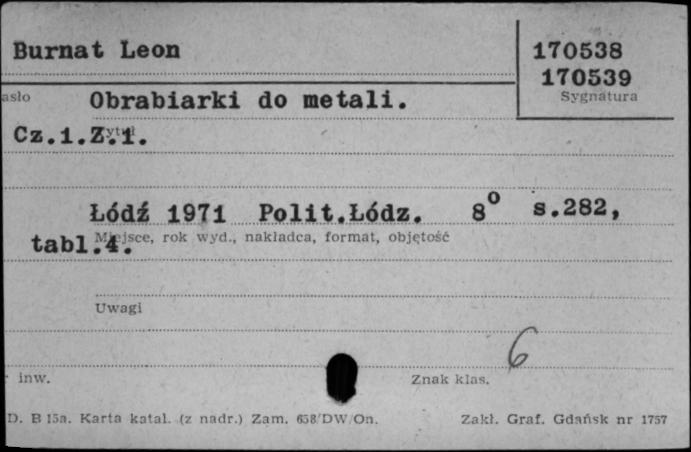 Burnat Leon
170538
170539
asło
Obrabiarki do metali.
Sygnatura
Cz.1.Z.1.
Łódź 1971 Polit.Łódz. 8° s.282,
tabl.4.
Miejsce, rok wyd., nakładca, format, objętość
Uwagi
6
inw.
Znak klas.
D. B 15a. Karta katal. (z nadr.) Zam. 658/DW/On.
Zakł. Graf. Gdańsk nr 1757